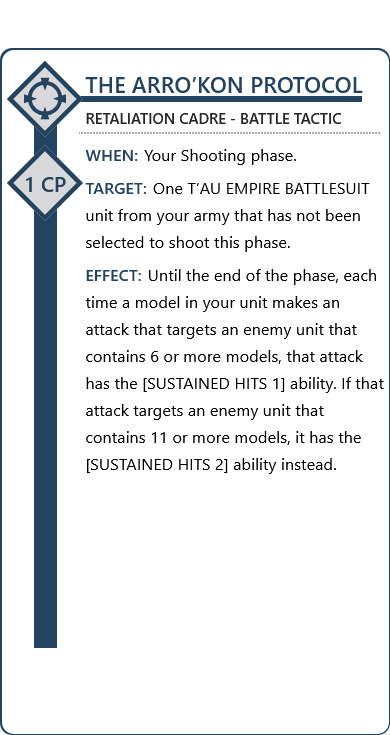 THE ARRO’KON PROTOCOL
RETALIATION CADRE - BATTLE TACTIC
1 CP
WHEN: Your Shooting phase.
TARGET: One T’AU EMPIRE BATTLESUIT
unit from your army that has not been
selected to shoot this phase.
EFFECT: Until the end of the phase, each
time a model in your unit makes an
attack that targets an enemy unit that
contains 6 or more models, that attack
has the [SUSTAINED HITS 1] ability. If that
attack targets an enemy unit that
contains 11 or more models, it has the
[SUSTAINED HITS 2] ability instead.